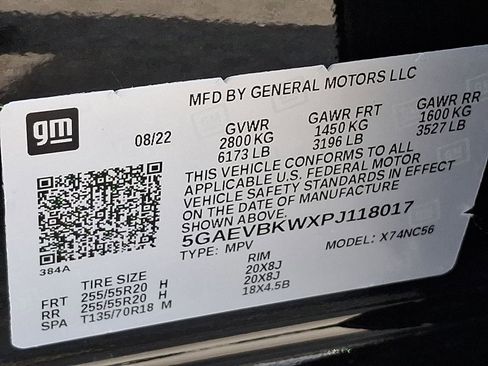 MFD BY GENERAL MOTORS LLC
gm
08/22 GVWR GAWR FRT GAWR RR
2800 KG 1450 KG 1600 KG
6173 LB 3196 LB 3527 LB
THIS VEHICLE CONFORMS TO ALL
APPLICABLE U.S. FEDERAL MOTOR
VEHICLE SAFETY STANDARDS IN EFFECT
ON THE DATE OF MANUFACTURE
SHOWN ABOVE.
5GAEVBKWXPJ118017
TYPE: MPV MODEL: X74NC56
384A
TIRE SIZE RIM
FRT 255/55R20 H 20X8J
RR 255/55R20 H 20X8J
SPA T135/70R18 M 18X4.5B